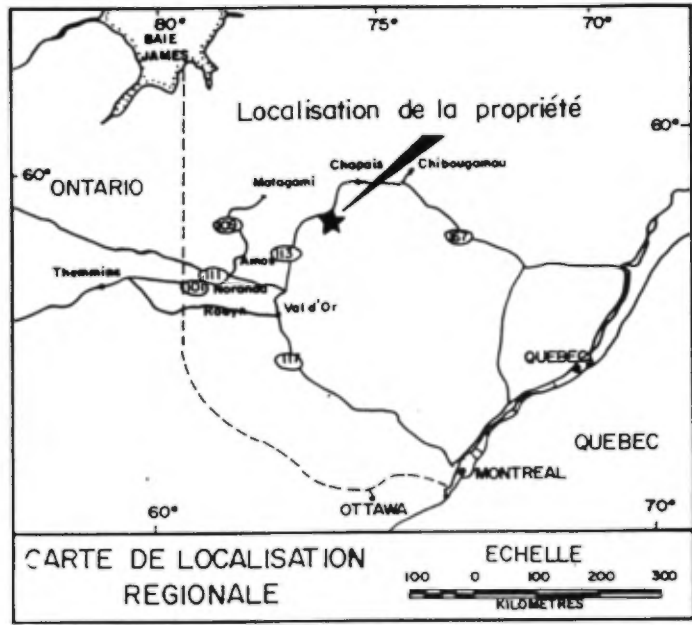 80° 75° 70°
BAIE
JAMES
Localisation de la propriété
60°
60°
Chapais Chibougamau
ONTARIO
Matagami
109
167
113
Amos
111
Themmins
101
Noranda
Rouyn
Val d'Or
QUEBEC
117
QUEBEC
MONTREAL
OTTAWA
60° 70°
CARTE DE LOCALISATION
REGIONALE
ECHELLE
100 0 100 200 300
KILOMETRES